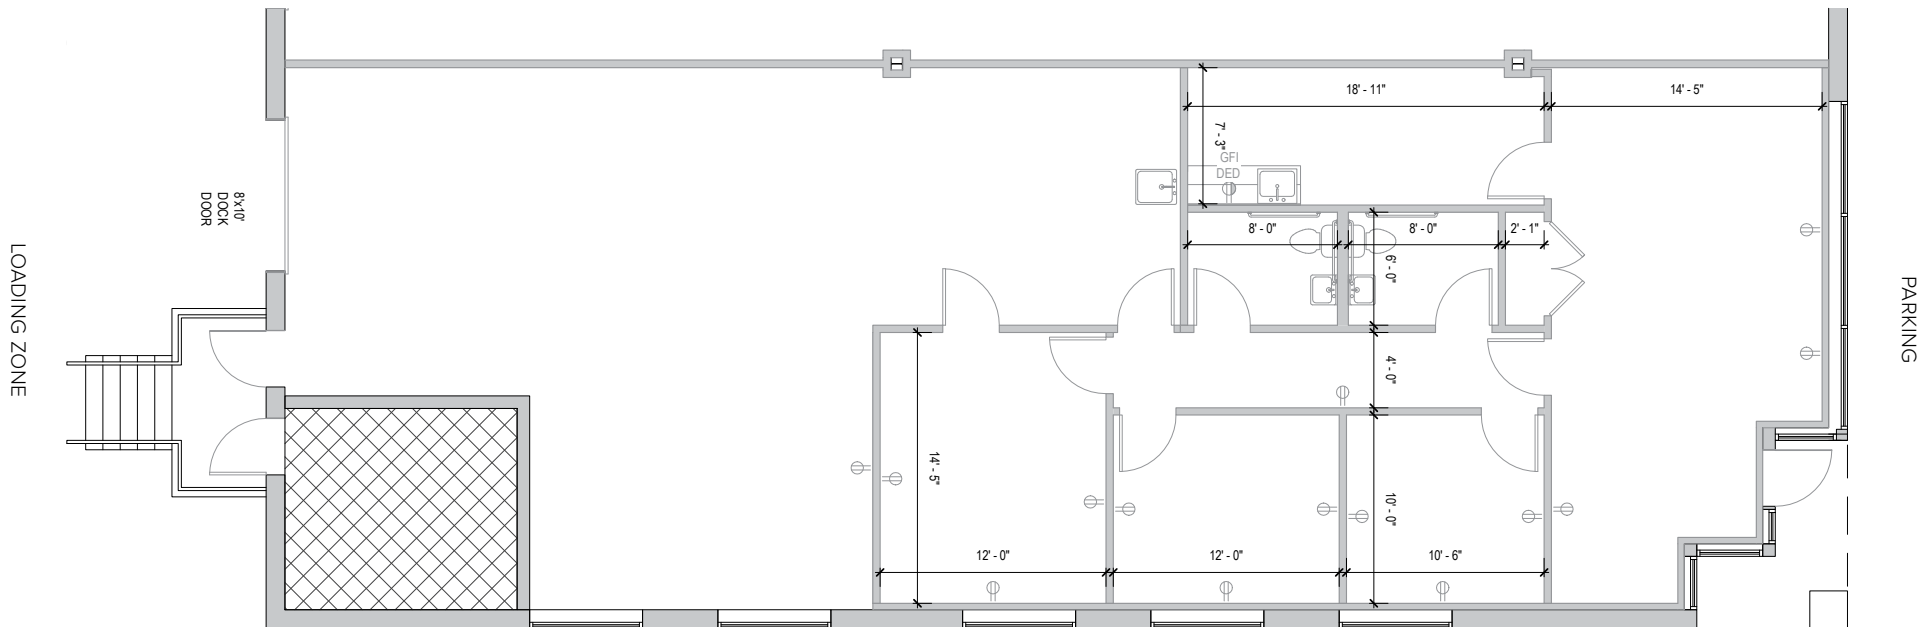 18' - 11"
14' - 5"
7' - 3"
GFI
DED
8'x10'
DOCK
DOOR
8' - 0"
8' - 0"
2' - 1"
6' - 0"
LOADING ZONE
PARKING
4' - 0"
14' - 5"
10' - 0"
12' - 0"
12' - 0"
10' - 6"